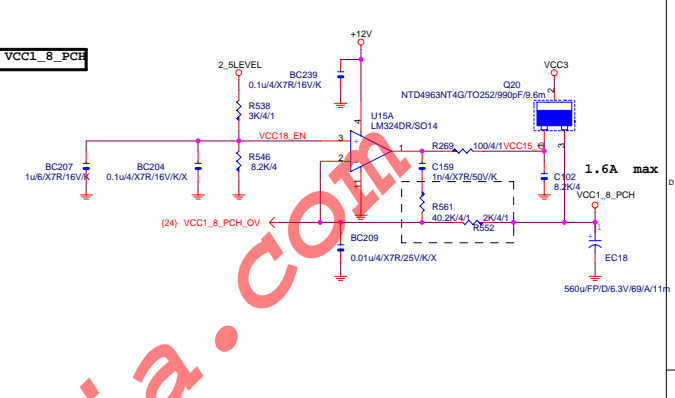 VCC1_8_PCH
+12V
2_5LEVEL
VCC3
BC239
0.1u/4/X7R/16V/K
Q20
NTD4963NT4G/TO252/990pF/9.6m
2
R538
3K/4/1
U15A
LM324DR/SO14
4
VCC18_EN
3
+
1
R269
100/4/1
VCC15_
3
BC207
1u/6/X7R/16V/K
BC204
0.1u/4/X7R/16V/K/X
R546
8.2K/4
2
-
11
C159
1n/4/X7R/50V/K
C102
8.2K/4
1.6A max
D
VCC1_8_PCH
{24} VCC1_8_PCH_OV
R561
40.2K/4/1
2K/4/1
R552
BC209
0.01u/4/X7R/25V/K/X
1
+
EC18
560u/FP/D/6.3V/69/A/11m
a.com